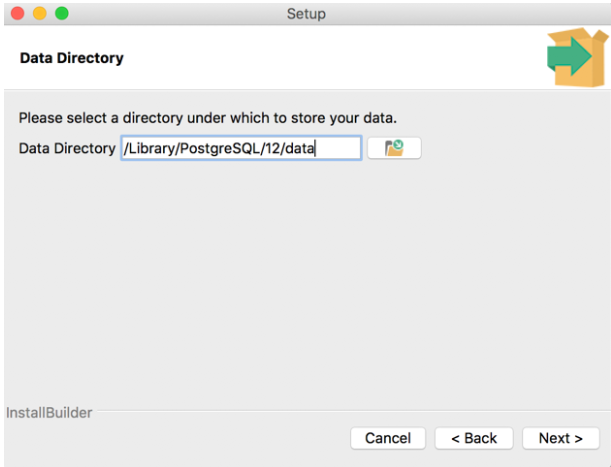 Setup
Data Directory
Please select a directory under which to store your data.
Data Directory /Library/PostgreSQL/12/data
InstallBuilder
Cancel < Back Next >